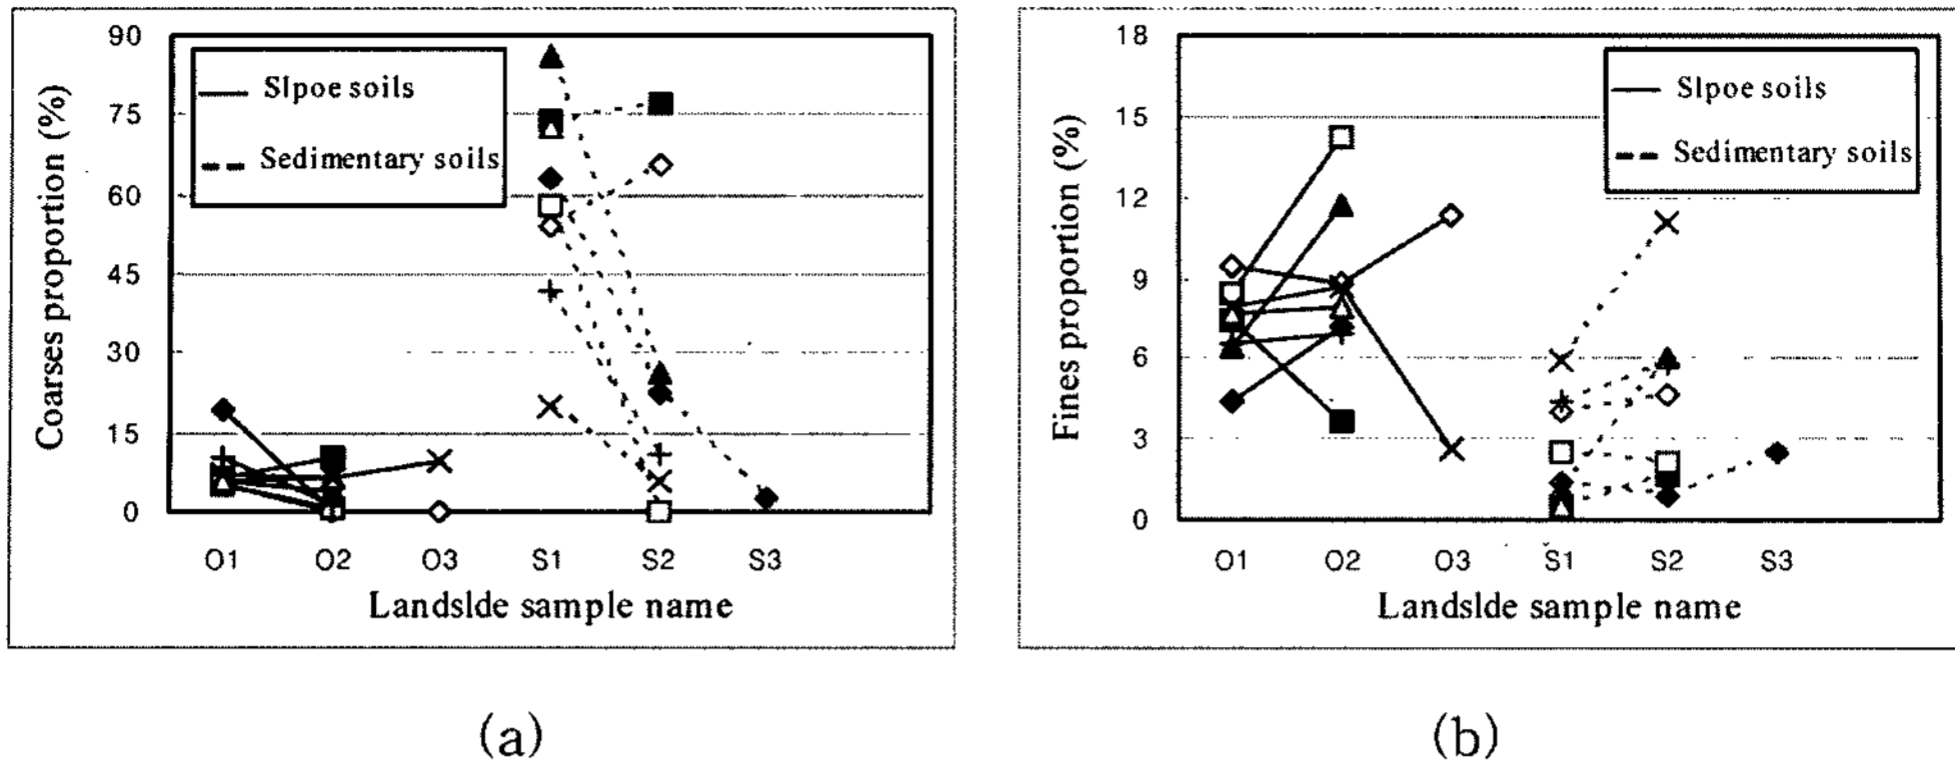 90
75
60
45
30
15
0
Coarses proportion (%)
Slpoe soils
Sedimentary soils
O1 O2 O3 S1 S2 S3
Landslde sample name
(a)
18
15
12
9
6
3
0
Fines proportion (%)
Slpoe soils
Sedimentary soils
O1 O2 O3 S1 S2 S3
Landslde sample name
(b)